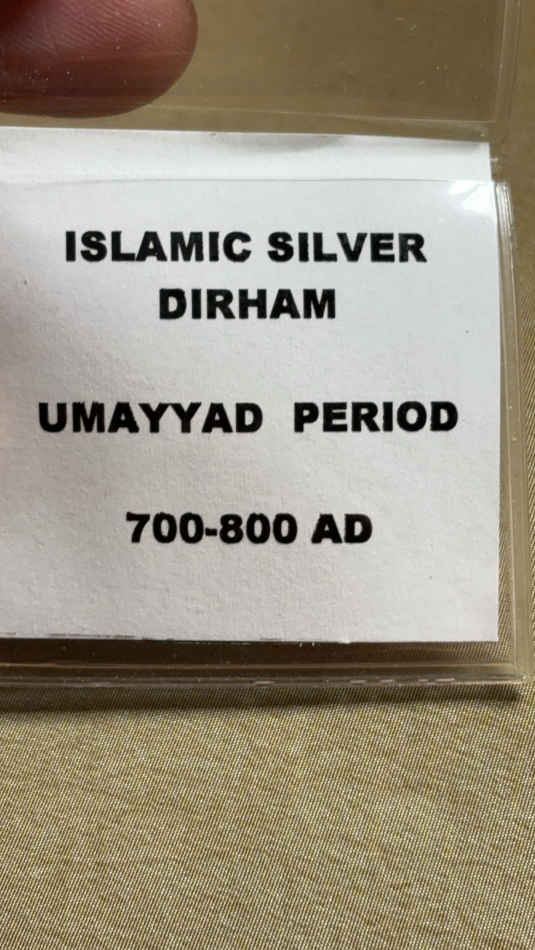 ISLAMIC SILVER
DIRHAM
UMAYYAD PERIOD
700-800 AD